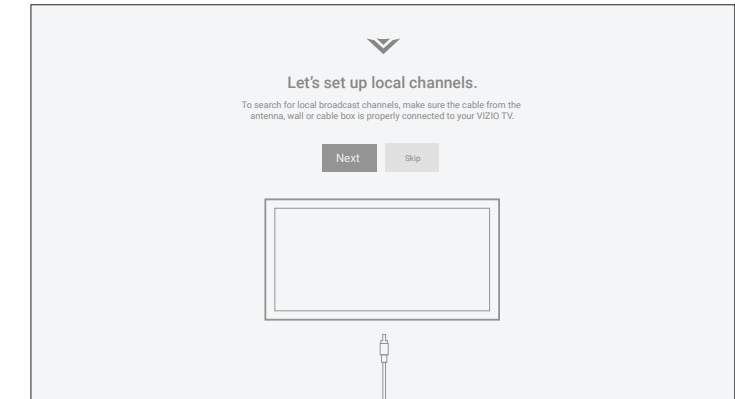 Let's set up local channels.
To search for local broadcast channels, make sure the cable from the
antenna, wall or cable box is properly connected to your VIZIO TV.
Next Skip